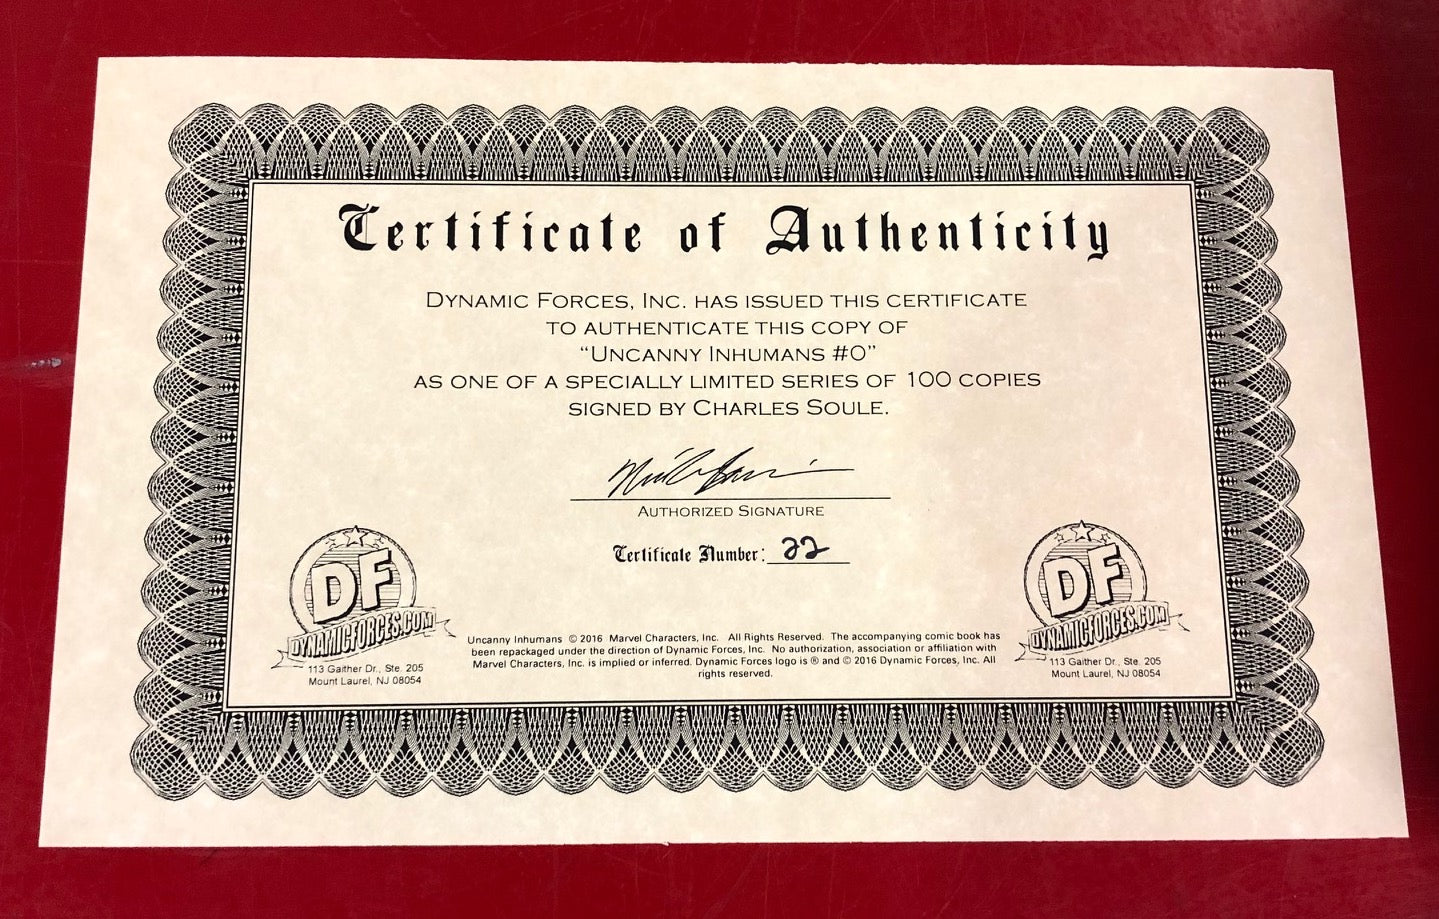 Certificate of Authenticity
DYNAMIC FORCES, INC. HAS ISSUED THIS CERTIFICATE
TO AUTHENTICATE THIS COPY OF
“UNCANNY INHUMANS #0”
AS ONE OF A SPECIALLY LIMITED SERIES OF 100 COPIES
SIGNED BY CHARLES SOULE.
AUTHORIZED SIGNATURE
Certificate Number: 22
DF
DYNAMICFORCES.COM
113 Gaither Dr., Ste. 205
Mount Laurel, NJ 08054
Uncanny Inhumans © 2016 Marvel Characters, Inc. All Rights Reserved. The accompanying comic book has
been repackaged under the direction of Dynamic Forces, Inc. No authorization, association or affiliation with
Marvel Characters, Inc. is implied or inferred. Dynamic Forces logo is ® and © 2016 Dynamic Forces, Inc. All
rights reserved.
DF
DYNAMICFORCES.COM
113 Gaither Dr., Ste. 205
Mount Laurel, NJ 08054